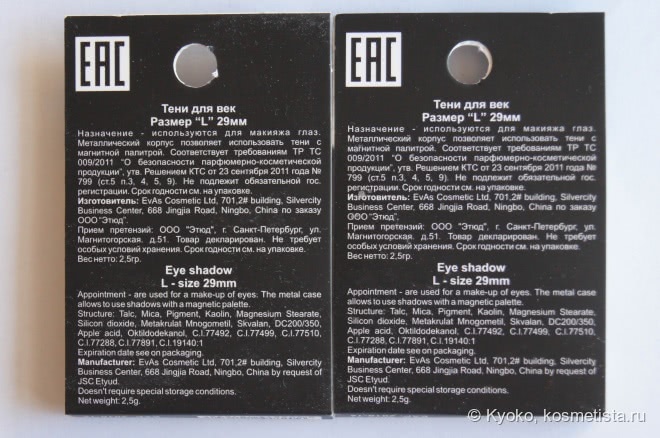 EAC
Тени для век
Размер “L” 29мм
Назначение - используются для макияжа глаз.
Металлический корпус позволяет использовать тени с
магнитной палитрой. Соответствует требованиям ТР ТС
009/2011 “О безопасности парфюмерно-косметической
продукции”, утв. Решением КТС от 23 сентября 2011 года №
799 (ст.5 п.3, 4, 5, 9). Не подлежит обязательной гос.
регистрации. Срок годности см. на упаковке.
Изготовитель: EvAs Cosmetic Ltd, 701,2# building, Silvercity
Business Center, 668 Jingjia Road, Ningbo, China по заказу
ООО "Этюд".
Прием претензий: ООО "Этюд", г. Санкт-Петербург, ул.
Магнитогорская, д.51. Товар декларирован. Не требует
особых условий хранения. Срок годности см. на упаковке.
Вес нетто: 2,5гр.
Eye shadow
L - size 29mm
Appointment - are used for a make-up of eyes. The metal case
allows to use shadows with a magnetic palette.
Structure: Talc, Mica, Pigment, Kaolin, Magnesium Stearate,
Silicon dioxide, Metakrulat Mnogometil, Skvalan, DC200/350,
Apple acid, Oktildodekanol, C.I.77492, C.I.77499, C.I.77510,
C.I.77288, C.I.77891, C.I.19140:1
Expiration date see on packaging.
Manufacturer: EvAs Cosmetic Ltd, 701,2# building, Silvercity
Business Center, 668 Jingjia Road, Ningbo, China by request of
JSC Etyud.
Doesn't require special storage conditions.
Net weight: 2,5g.
EAC
Тени для век
Размер “L” 29мм
Назначение - используются для макияжа глаз.
Металлический корпус позволяет использовать тени с
магнитной палитрой. Соответствует требованиям ТР ТС
009/2011 “О безопасности парфюмерно-косметической
продукции”, утв. Решением КТС от 23 сентября 2011 года №
799 (ст.5 п.3, 4, 5, 9). Не подлежит обязательной гос.
регистрации. Срок годности см. на упаковке.
Изготовитель: EvAs Cosmetic Ltd, 701,2# building, Silvercity
Business Center, 668 Jingjia Road, Ningbo, China по заказу
ООО "Этюд".
Прием претензий: ООО "Этюд", г. Санкт-Петербург, ул.
Магнитогорская, д.51. Товар декларирован. Не требует
особых условий хранения. Срок годности см. на упаковке.
Вес нетто: 2,5гр.
Eye shadow
L - size 29mm
Appointment - are used for a make-up of eyes. The metal case
allows to use shadows with a magnetic palette.
Structure: Talc, Mica, Pigment, Kaolin, Magnesium Stearate,
Silicon dioxide, Metakrulat Mnogometil, Skvalan, DC200/350,
Apple acid, Oktildodekanol, C.I.77492, C.I.77499, C.I.77510,
C.I.77288, C.I.77891, C.I.19140:1
Expiration date see on packaging.
Manufacturer: EvAs Cosmetic Ltd, 701,2# building, Silvercity
Business Center, 668 Jingjia Road, Ningbo, China by request of
JSC Etyud.
Doesn't require special storage conditions.
Net weight: 2,5g.
© Kyoko, kosmetista.ru